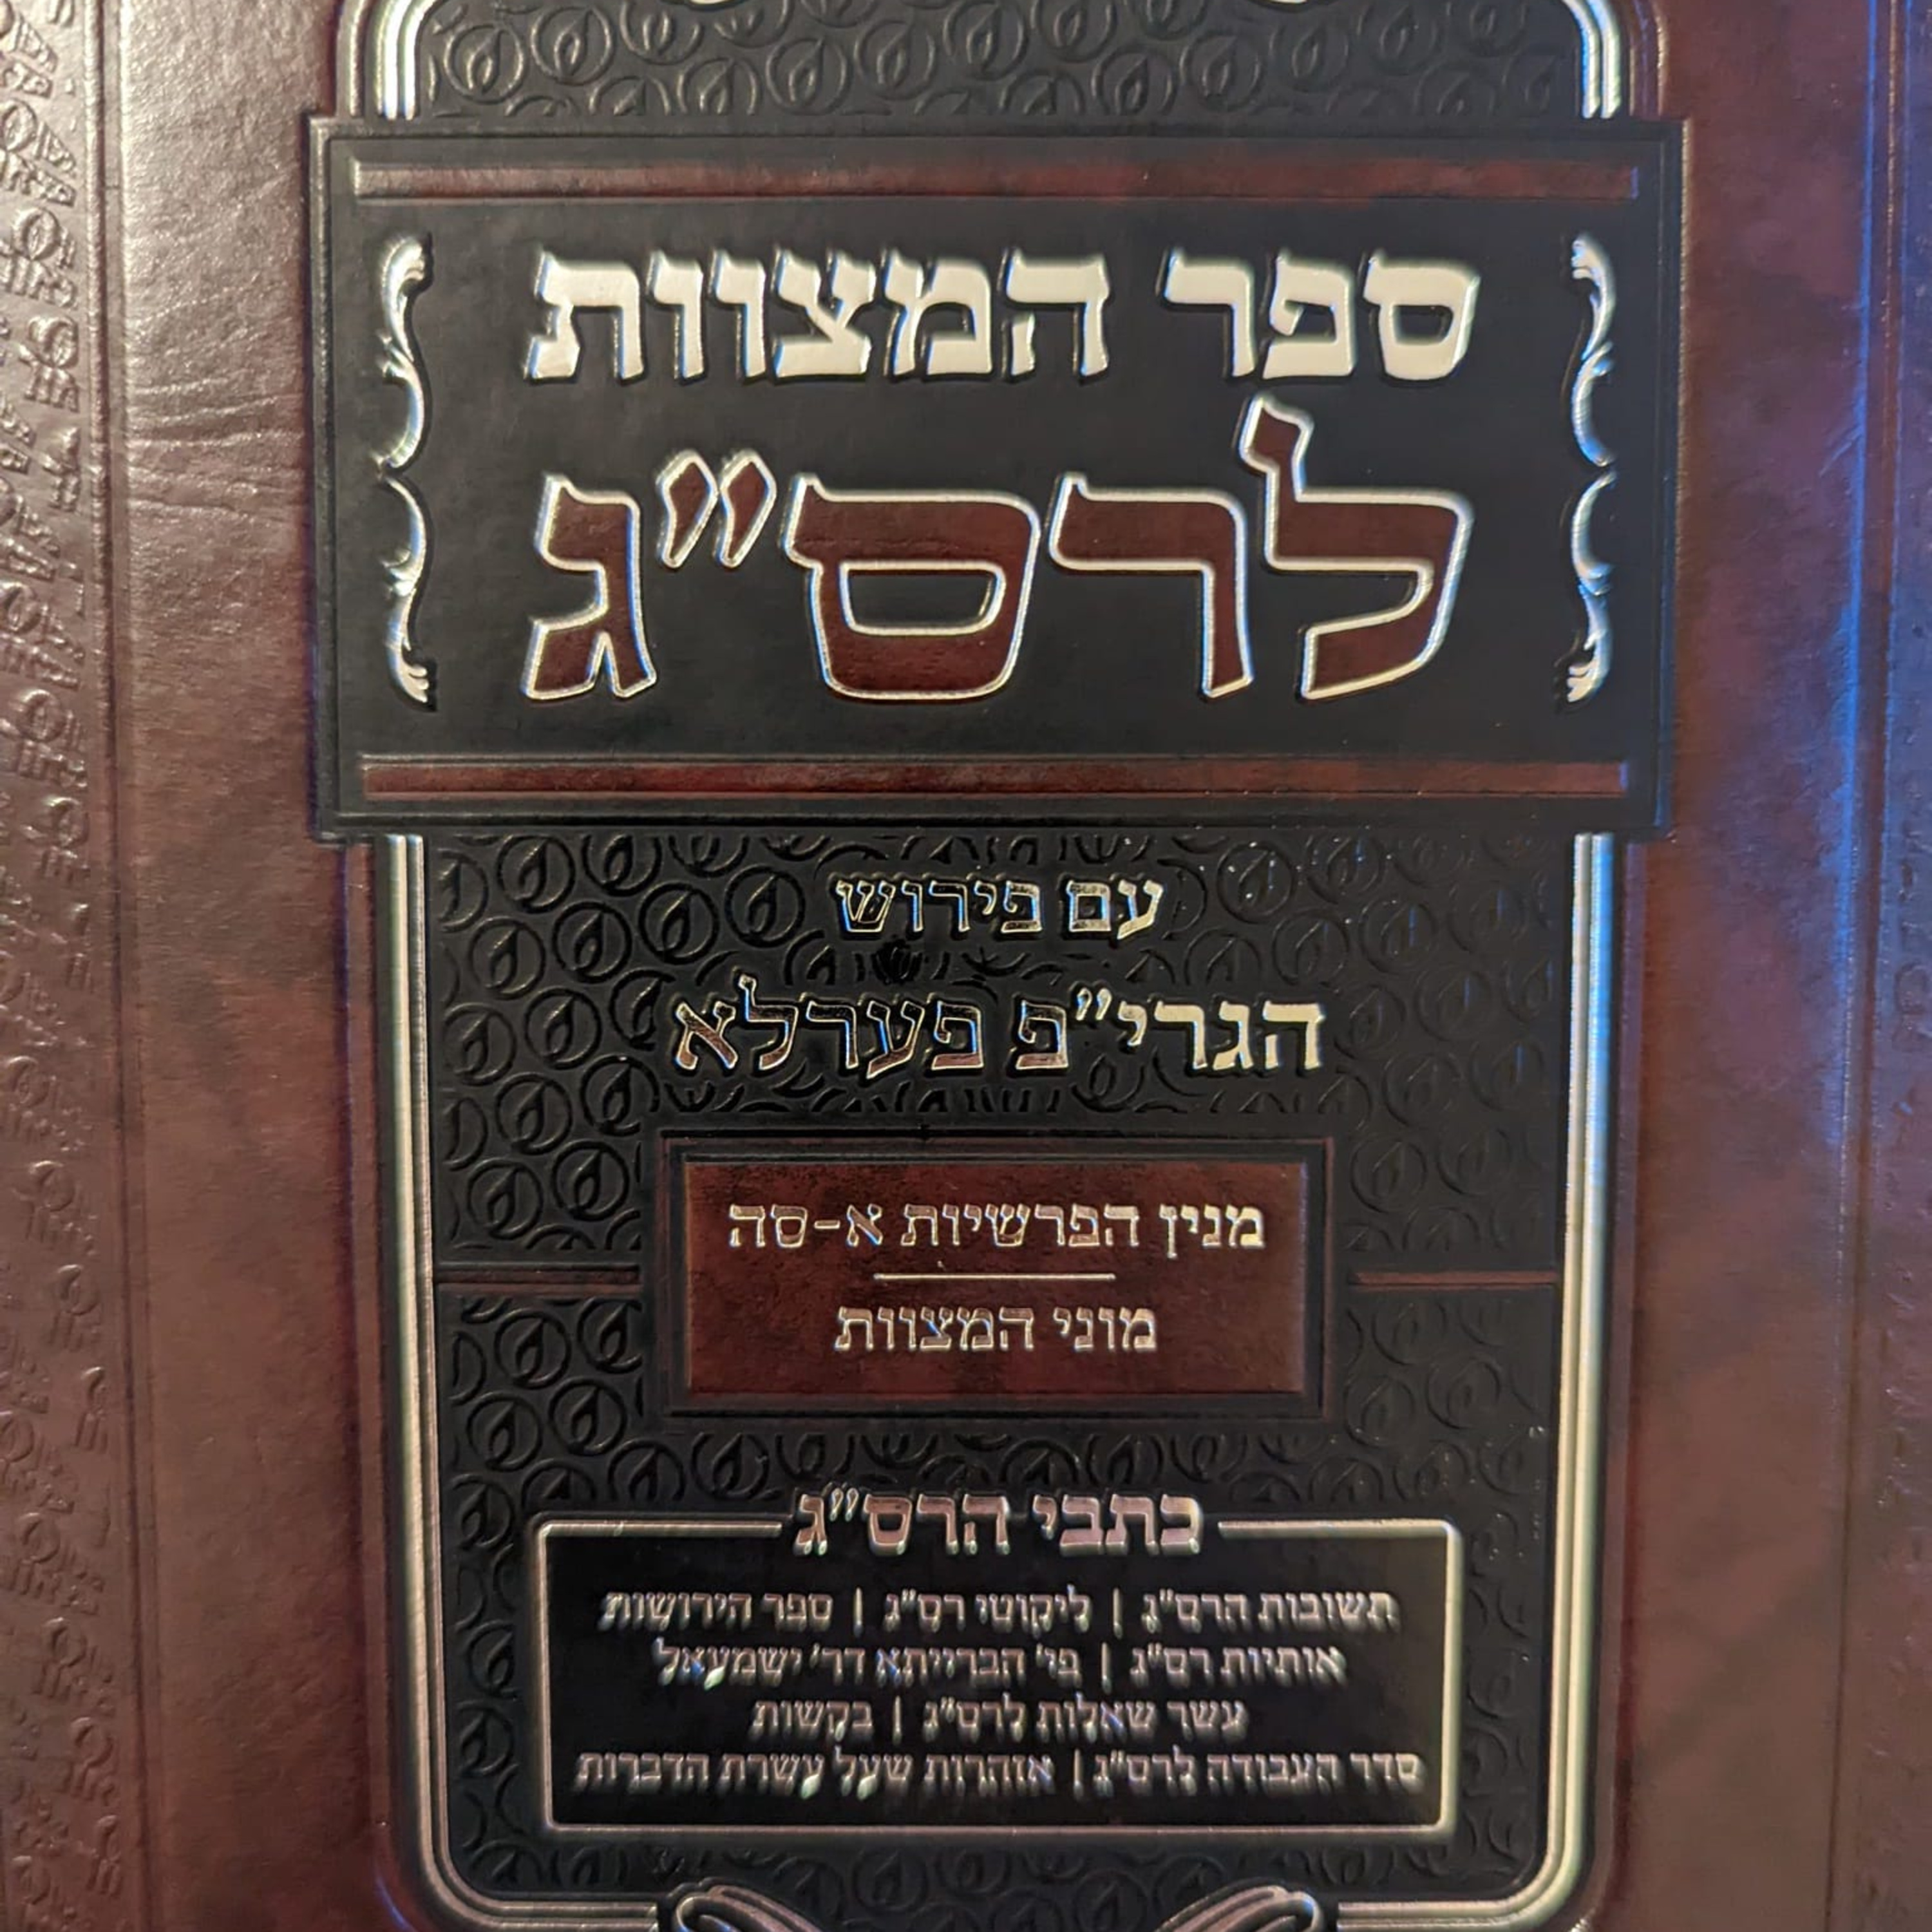 ספר המצוות
לרס"ג
עם פירוש
הגרי"פ פערלא
מנין הפרשיות א-סה
מוני המצוות
כתבי הרס"ג
תשובות הרס"ג | ליקוטי רס"ג | ספר הירושות
אותיות רס"ג | פי' הברייתא דר' ישמעאל
עשר שאלות לרס"ג | בקשות
סדר העבודה לרס"ג | אזהרות שעל עשרת הדברות